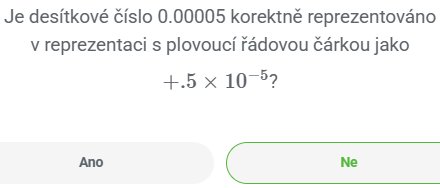 Je desítkové číslo 0.00005 korektně reprezentováno
v reprezentaci s plovoucí řádovou čárkou jako
+.5 × 10⁻⁵?
Ano
Ne